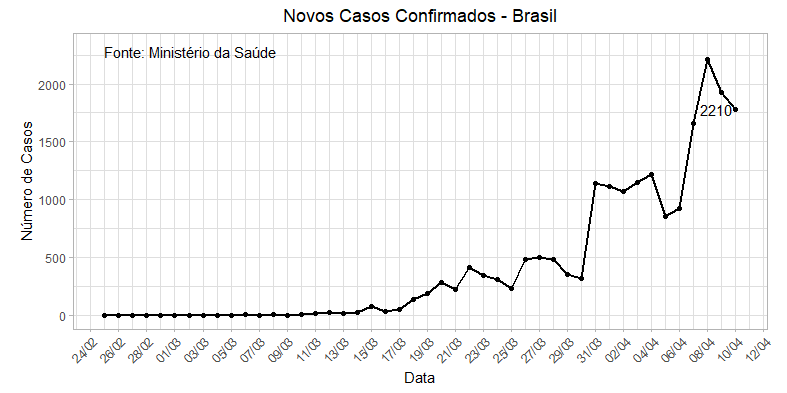 Novos Casos Confirmados - Brasil
Fonte: Ministério da Saúde
2210
Número de Casos
2000
1500
1000
500
0
24/02 26/02 28/02 01/03 03/03 05/03 07/03 09/03 11/03 13/03 15/03 17/03 19/03 21/03 23/03 25/03 27/03 29/03 31/03 02/04 04/04 06/04 08/04 10/04 12/04
Data